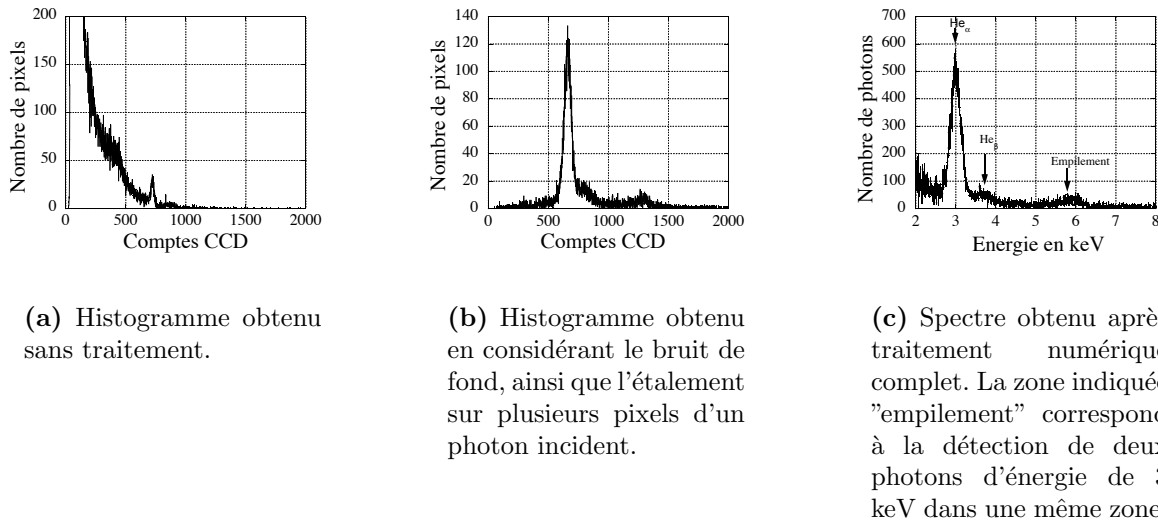 200
150
100
50
0
0 500 1000 1500 2000
Nombre de pixels
Comptes CCD
140
120
100
80
60
40
20
0
0 500 1000 1500 2000
Nombre de pixels
Comptes CCD
700
600
500
400
300
200
100
0
2 3 4 5 6 7 8
Nombre de photons
Energie en keV
Heα
Heβ
Empilement
(a) Histogramme obtenu
sans traitement.
(b) Histogramme obtenu
en considérant le bruit de
fond, ainsi que l'étalement
sur plusieurs pixels d'un
photon incident.
(c) Spectre obtenu aprè
traitement numérique
complet. La zone indiquée
"empilement" correspond
à la détection de deux
photons d'énergie de 3
keV dans une même zone